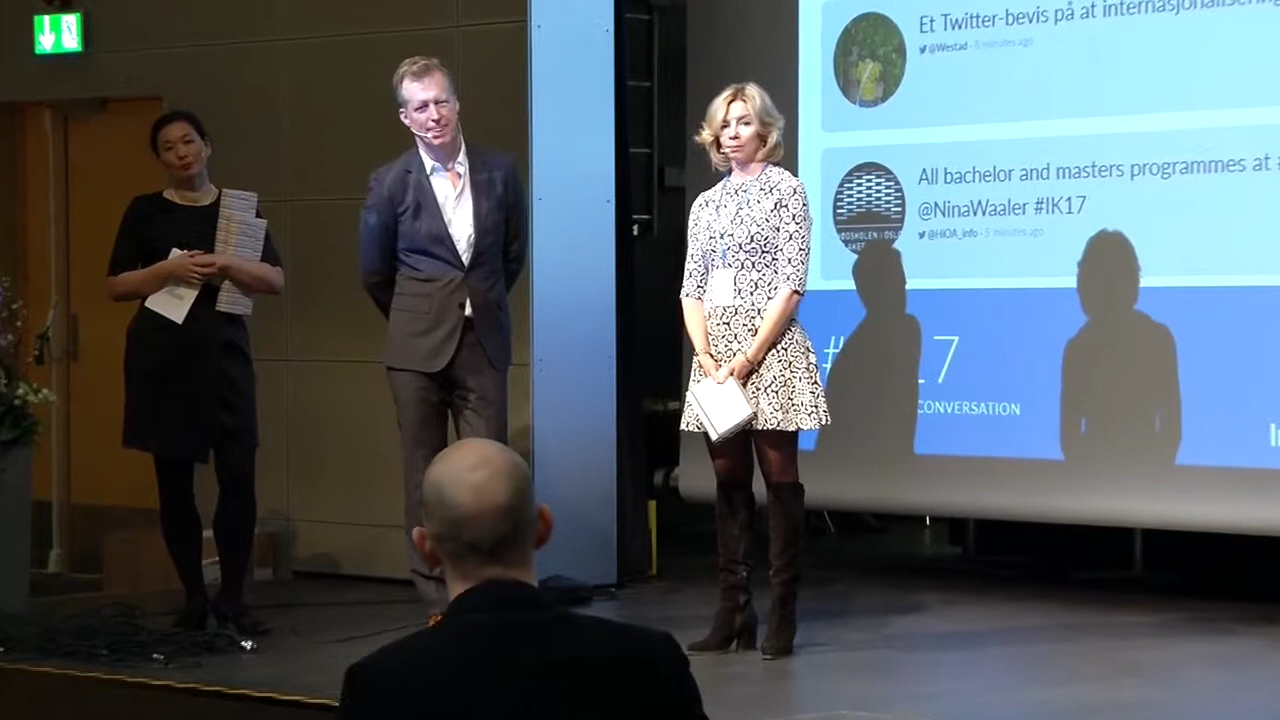 Et Twitter-bevis på at internasjonalisering
@Westad - 8 minutes ago
All bachelor and masters programmes at
@NinaWaaler #IK17
@HiOA_info - 5 minutes ago
CONVERSATION